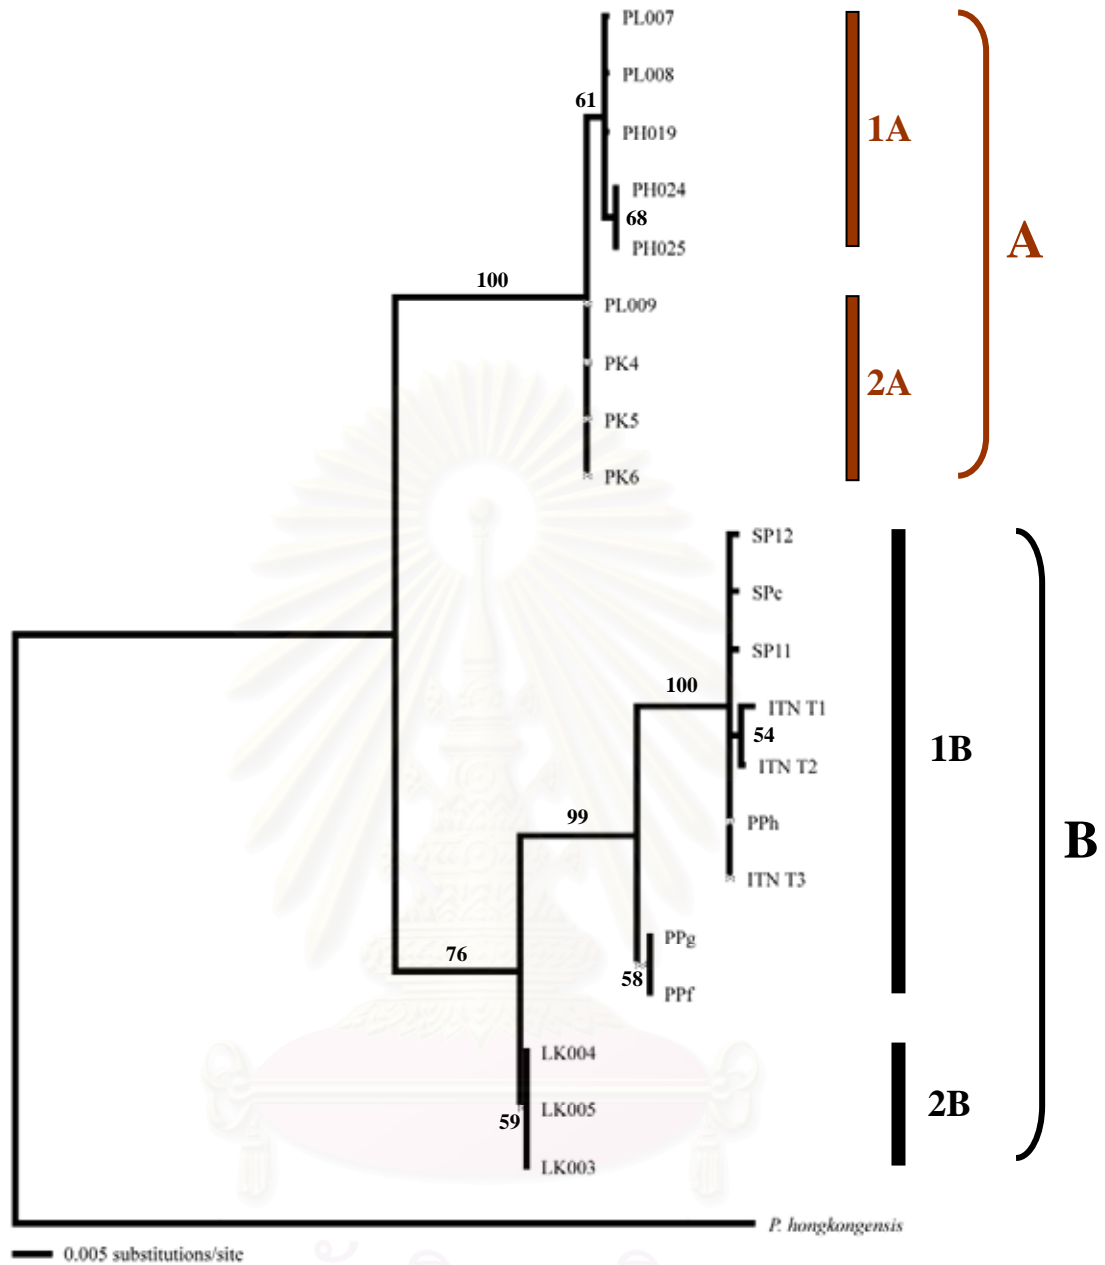 PL007
PL008
61
PH019
1A
PH024
68
PH025
A
100
PL009
PK4
2A
PK5
PK6
SP12
SPc
SP11
100
ITN T1
54
1B
ITN T2
99
PPh
B
ITN T3
PPg
76
58
PPf
LK004
LK005
2B
59
LK003
P. hongkongensis
0.005 substitutions/site